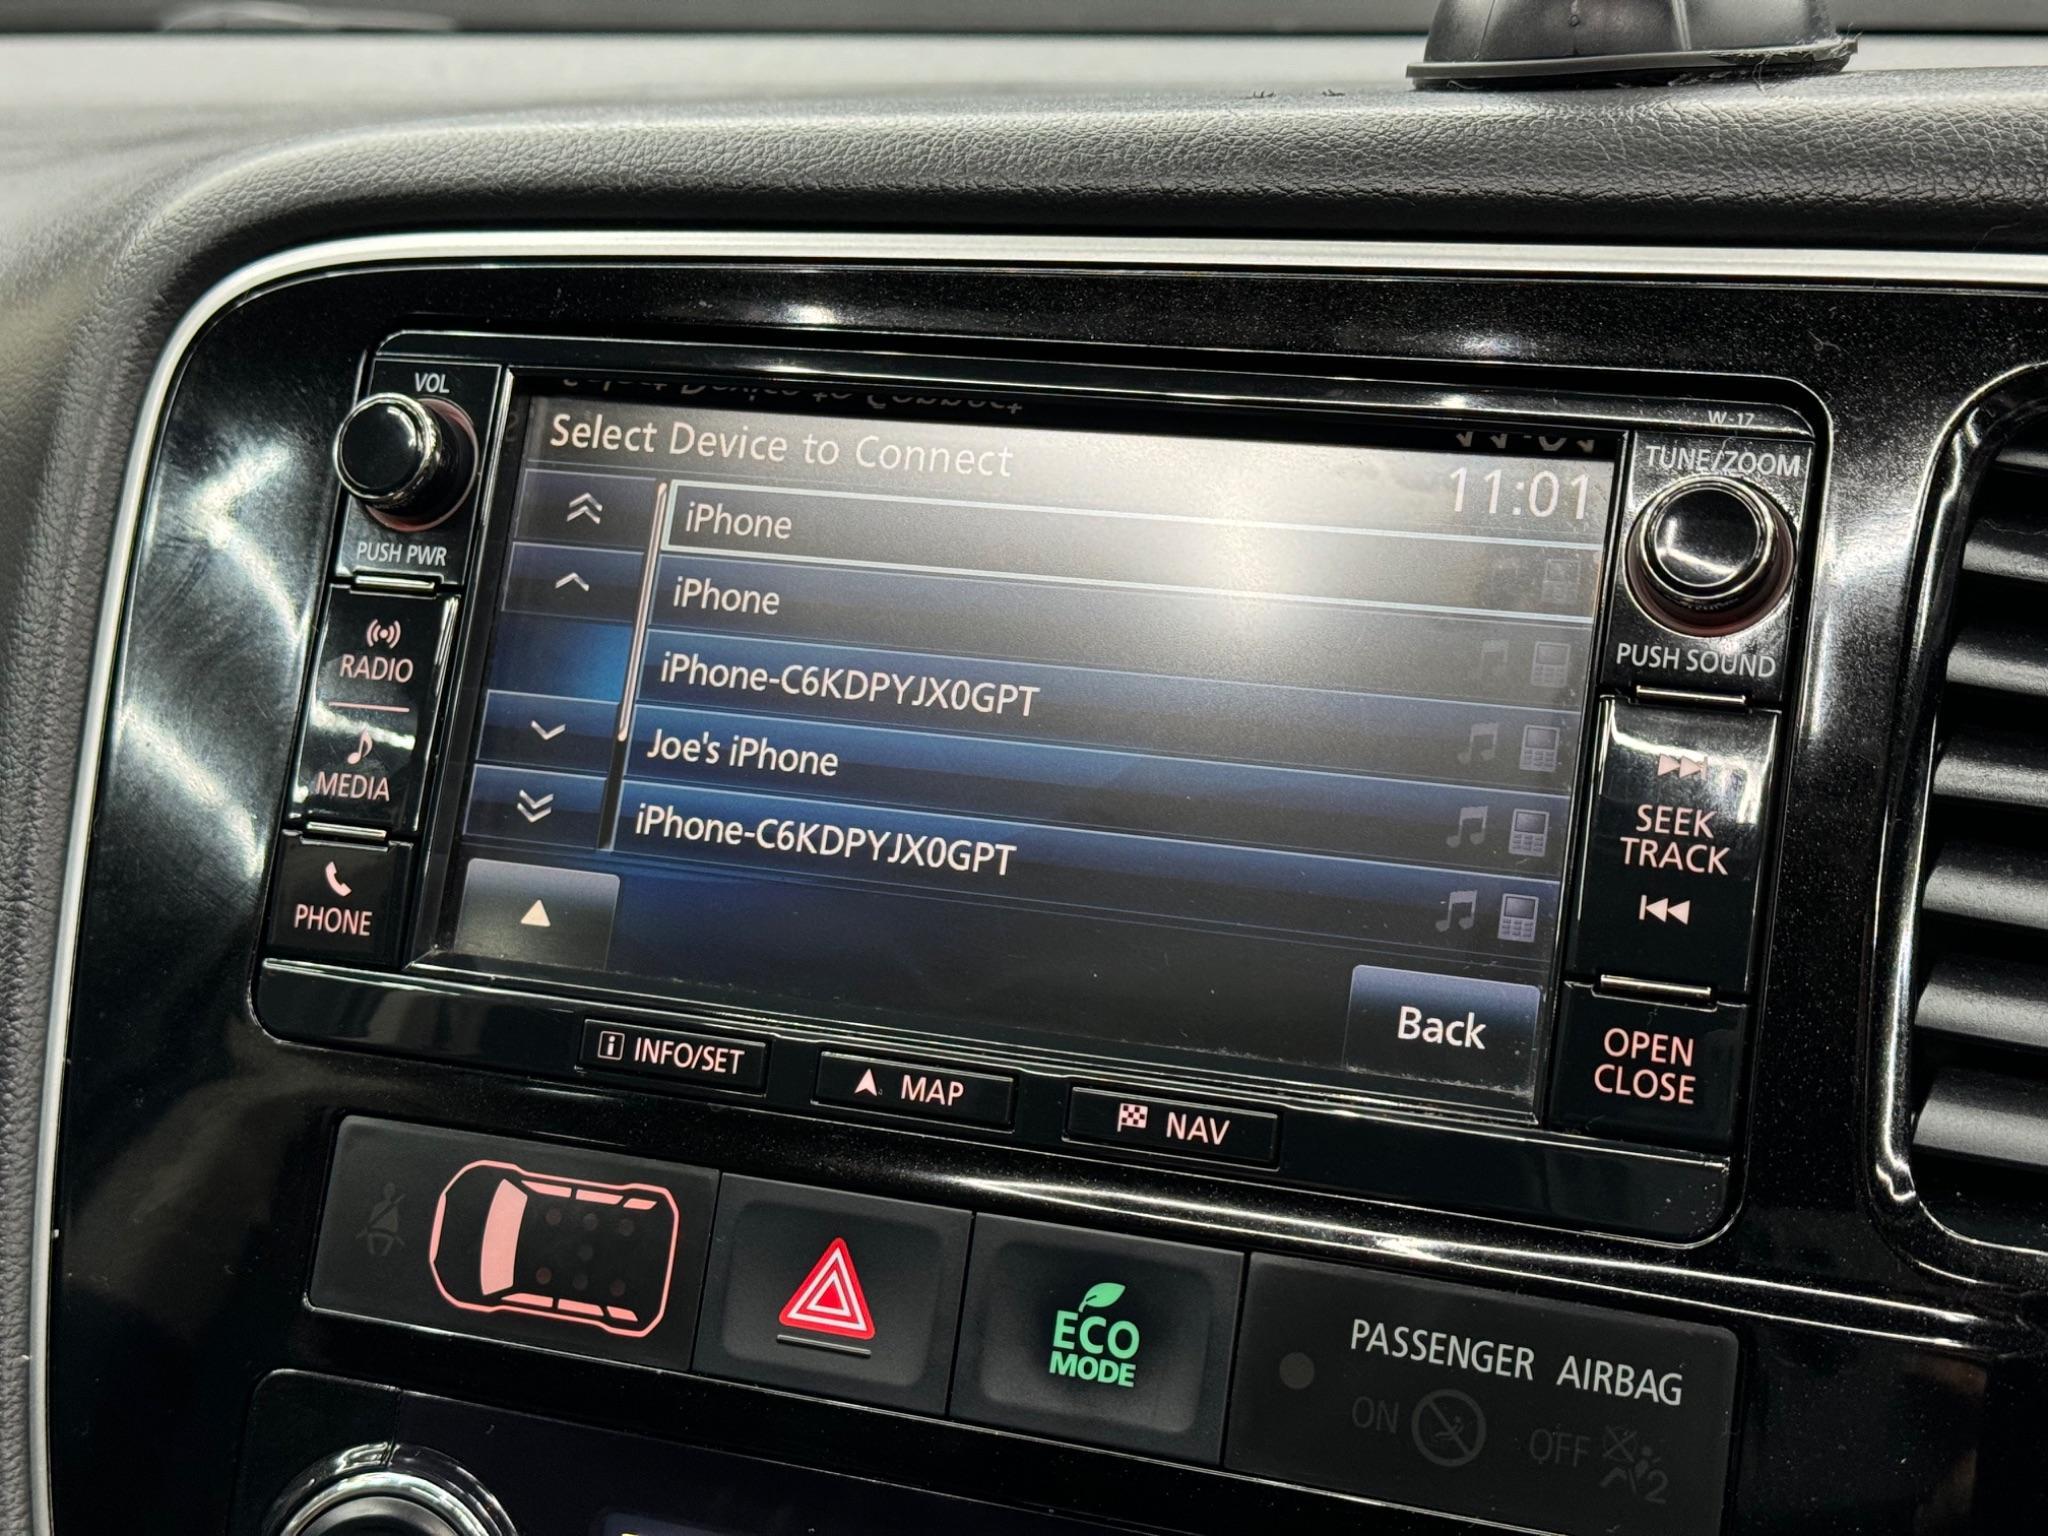 VOL
PUSH PWR
RADIO
MEDIA
PHONE
Select Device to Connect
11:01
iPhone
iPhone
iPhone-C6KDPYJX0GPT
Joe's iPhone
iPhone-C6KDPYJX0GPT
Back
W-17
TUNE/ZOOM
PUSH SOUND
SEEK
TRACK
OPEN
CLOSE
i INFO/SET
MAP
NAV
ECO
MODE
PASSENGER AIRBAG
ON
OFF
2